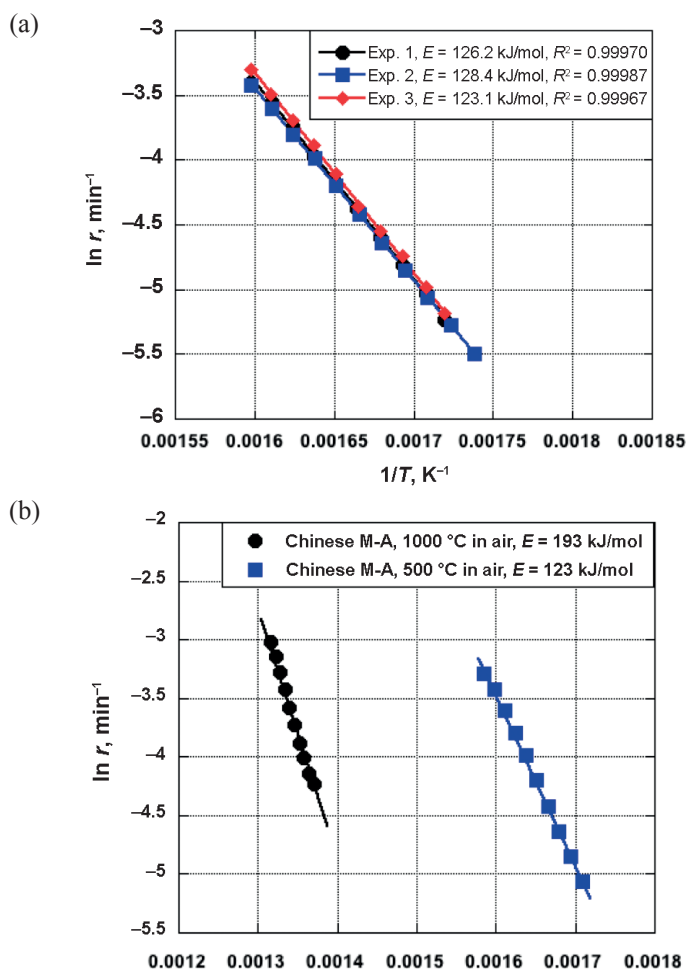 (a)
–3
–3.5
–4
–4.5
–5
–5.5
–6
ln r, min⁻¹
Exp. 1, E = 126.2 kJ/mol, R² = 0.99970
Exp. 2, E = 128.4 kJ/mol, R² = 0.99987
Exp. 3, E = 123.1 kJ/mol, R² = 0.99967
0.00155 0.0016 0.00165 0.0017 0.00175 0.0018 0.00185
1/T, K⁻¹
(b)
–2
–2.5
–3
–3.5
–4
–4.5
–5
–5.5
ln r, min⁻¹
Chinese M-A, 1000 °C in air, E = 193 kJ/mol
Chinese M-A, 500 °C in air, E = 123 kJ/mol
0.0012 0.0013 0.0014 0.0015 0.0016 0.0017 0.0018